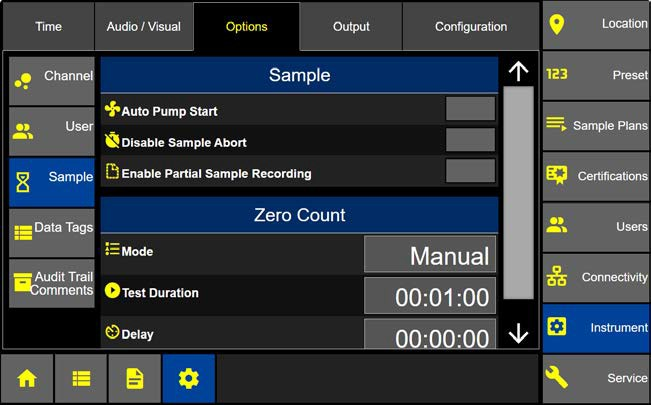 Time
Audio / Visual
Options
Output
Configuration
Channel
User
Sample
Data Tags
Audit Trail
Comments
Sample
Auto Pump Start
Disable Sample Abort
Enable Partial Sample Recording
Zero Count
Mode
Manual
Test Duration
00:01:00
Delay
00:00:00
Location
123
Preset
Sample Plans
Certifications
Users
Connectivity
Instrument
Service